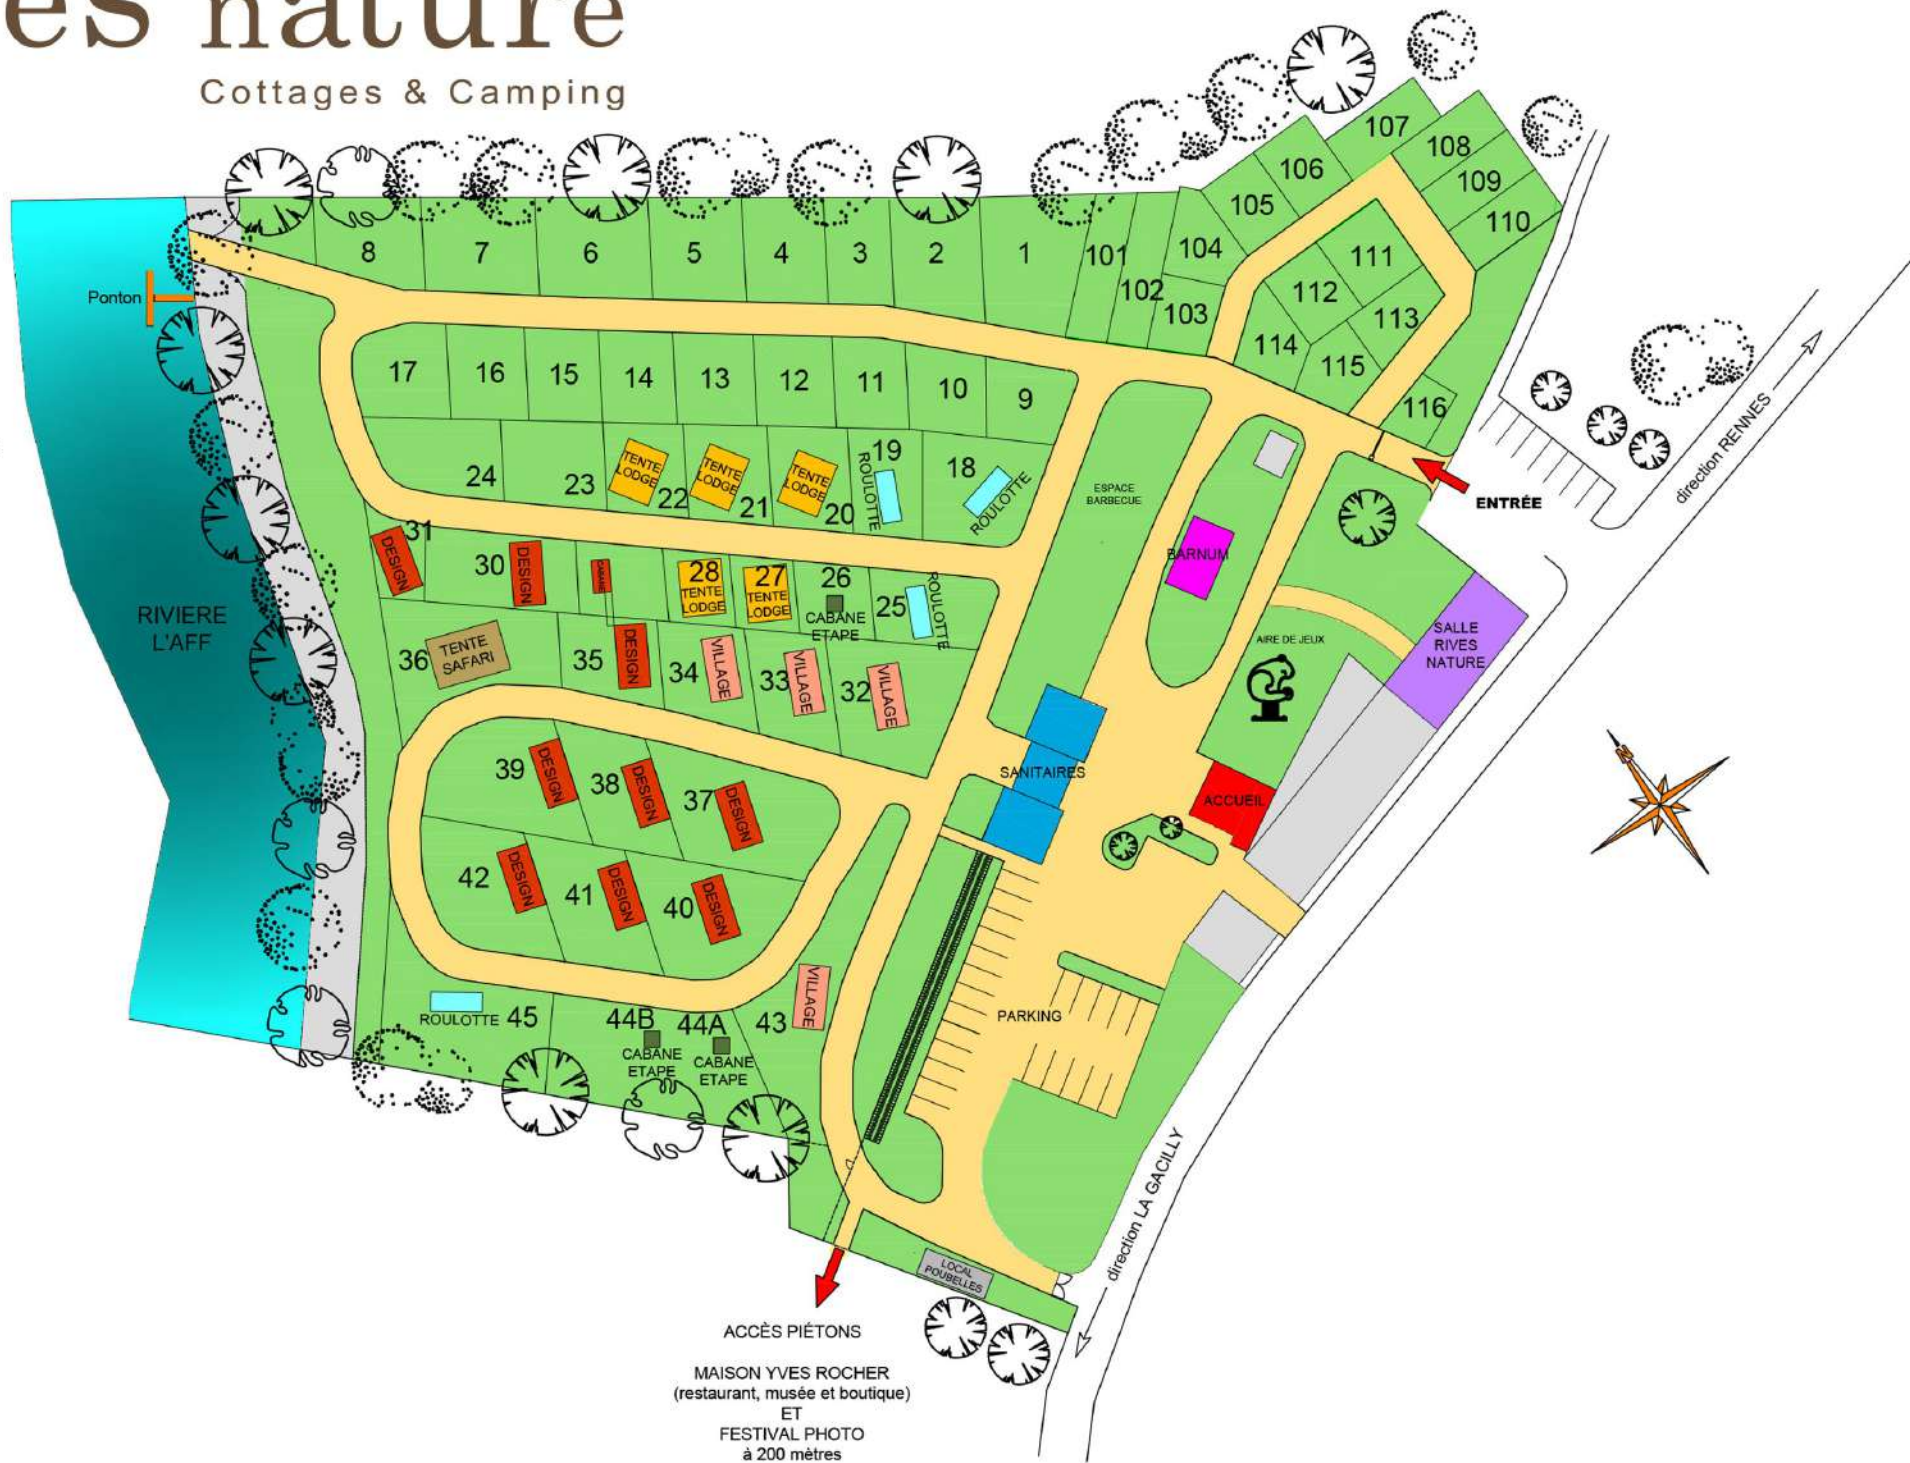 es nature
Cottages & Camping
Ponton
RIVIERE
L'AFF
8
7
6
5
4
3
2
1
101
102
103
104
105
106
107
108
109
110
111
112
113
114
115
116
17
16
15
14
13
12
11
10
9
24
23
TENTE
LODGE
22
TENTE
LODGE
21
TENTE
LODGE
20
19
ROULOTTE
18
ROULOTTE
31
DESIGN
30
DESIGN
CABANE
28
TENTE
LODGE
27
TENTE
LODGE
26
CABANE
ETAPE
25
ROULOTTE
36
TENTE
SAFARI
35
DESIGN
34
VILLAGE
33
VILLAGE
32
VILLAGE
39
DESIGN
38
DESIGN
37
DESIGN
42
DESIGN
41
DESIGN
40
DESIGN
ROULOTTE 45
44B
CABANE
ETAPE
44A
CABANE
ETAPE
43
VILLAGE
ESPACE
BARBECUE
BARNUM
ENTRÉE
direction RENNES
AIRE DE JEUX
SALLE
RIVES
NATURE
SANITAIRES
ACCUEIL
N
PARKING
direction LA GACILLY
LOCAL
POUBELLES
ACCÈS PIÉTONS
MAISON YVES ROCHER
(restaurant, musée et boutique)
ET
FESTIVAL PHOTO
à 200 mètres